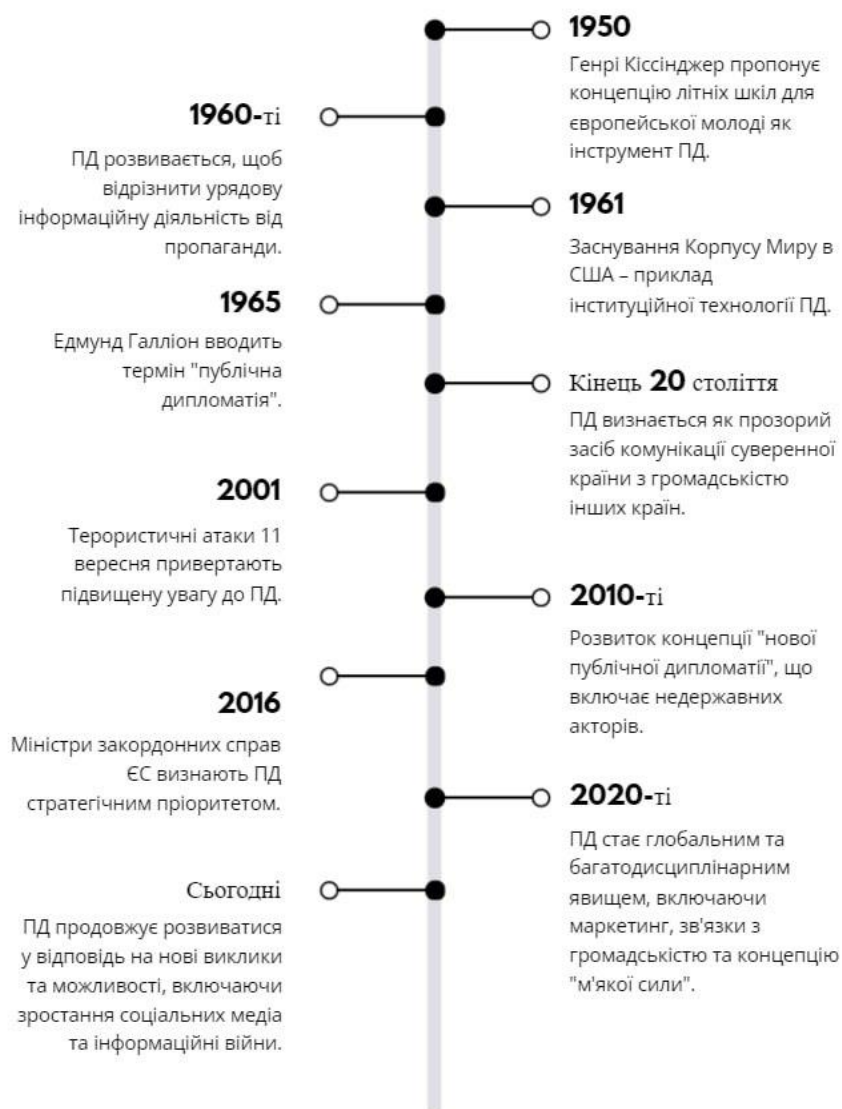 1950
Генрі Кіссінджер пропонує
концепцію літніх шкіл для
європейської молоді як
інструмент ПД.
1960-ті
ПД розвивається, щоб
відрізнити урядову
інформаційну діяльність від
пропаганди.
1961
Заснування Корпусу Миру в
США – приклад
інституційної технології ПД.
1965
Едмунд Галліон вводить
термін "публічна
дипломатія".
Кінець 20 століття
ПД визнається як прозорий
засіб комунікації суверенної
країни з громадськістю
інших країн.
2001
Терористичні атаки 11
вересня привертають
підвищену увагу до ПД.
2010-ті
Розвиток концепції "нової
публічної дипломатії", що
включає недержавних
акторів.
2016
Міністри закордонних справ
ЄС визнають ПД
стратегічним пріоритетом.
2020-ті
ПД стає глобальним та
багатодисциплінарним
явищем, включаючи
маркетинг, зв'язки з
громадськістю та концепцію
"м'якої сили".
Сьогодні
ПД продовжує розвиватися
у відповідь на нові виклики
та можливості, включаючи
зростання соціальних медіа
та інформаційні війни.